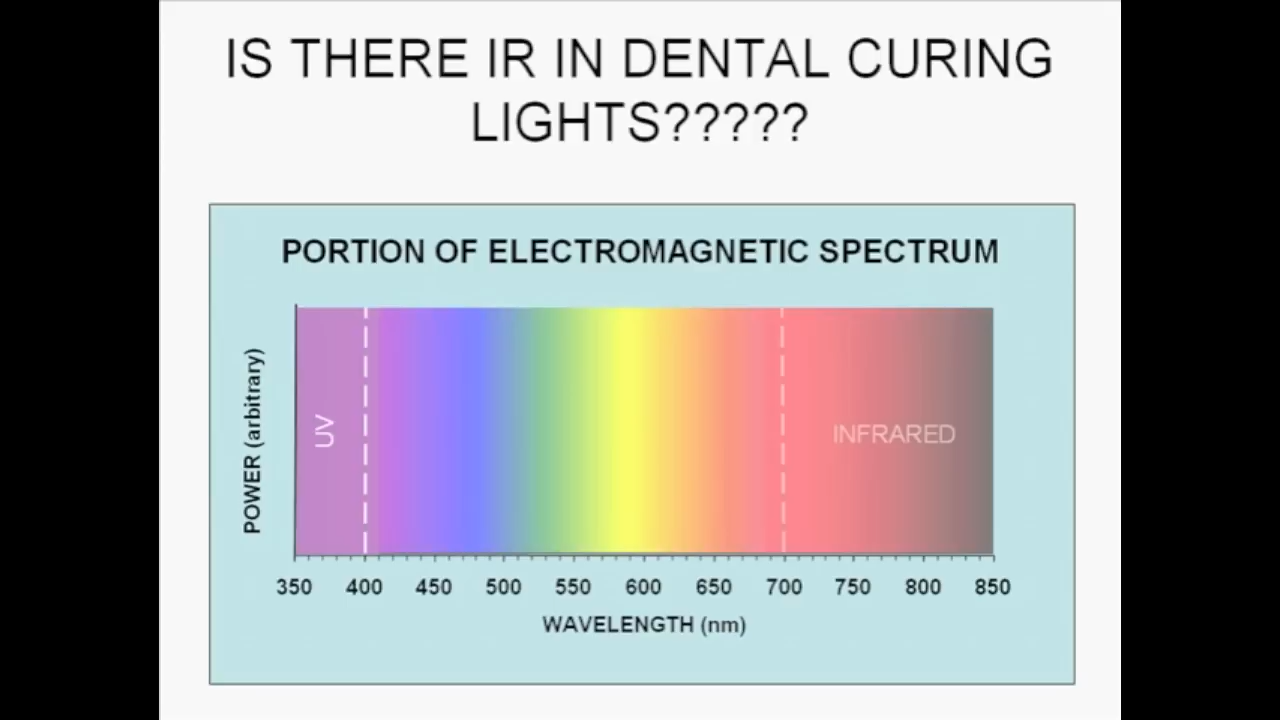 IS THERE IR IN DENTAL CURING
LIGHTS?????
PORTION OF ELECTROMAGNETIC SPECTRUM
POWER (arbitrary)
UV
INFRARED
350 400 450 500 550 600 650 700 750 800 850
WAVELENGTH (nm)